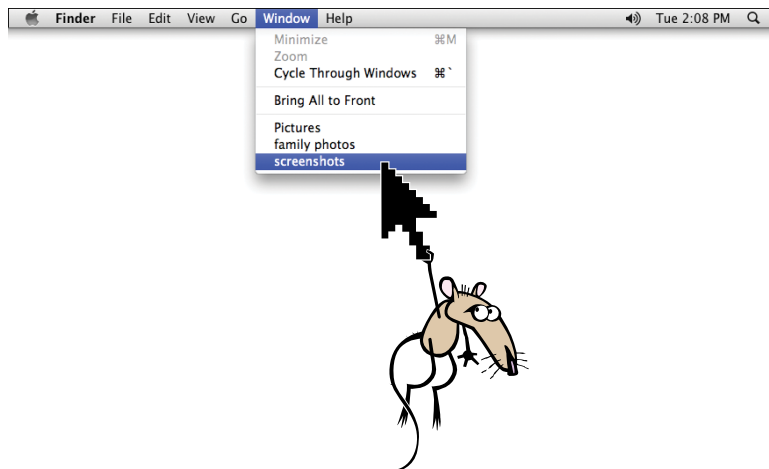 Finder File Edit View Go Window Help Tue 2:08 PM
Minimize ⌘M
Zoom
Cycle Through Windows ⌘`
Bring All to Front
Pictures
family photos
screenshots